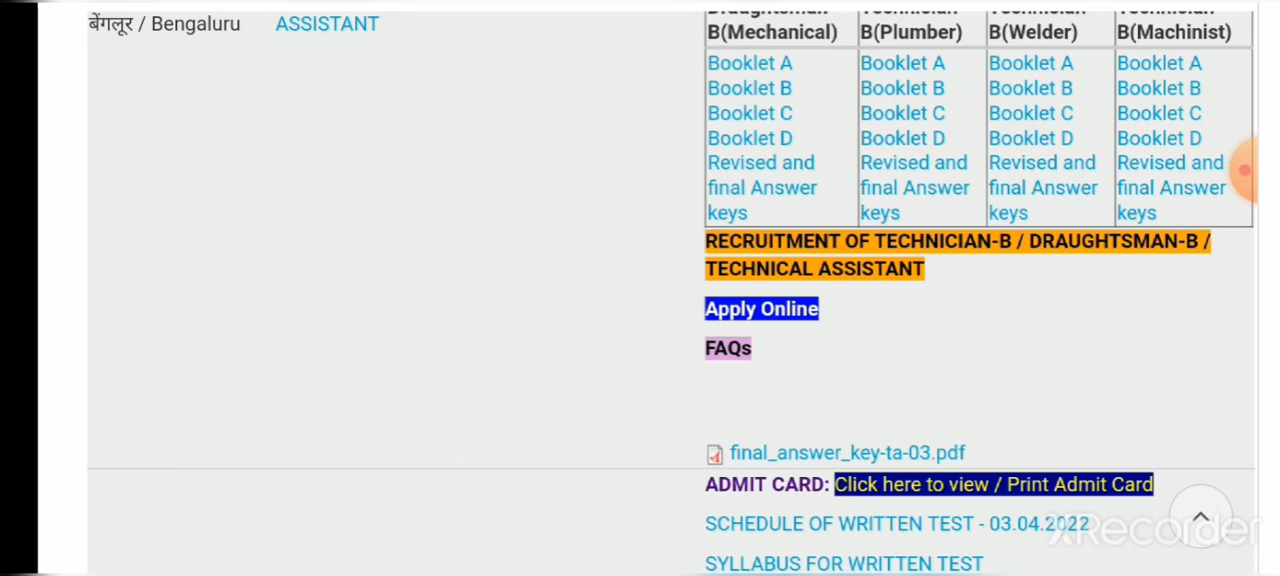 बेंगलूर / Bengaluru
ASSISTANT
B(Mechanical) B(Plumber) B(Welder) B(Machinist)
Booklet A Booklet A Booklet A Booklet A
Booklet B Booklet B Booklet B Booklet B
Booklet C Booklet C Booklet C Booklet C
Booklet D Booklet D Booklet D Booklet D
Revised and Revised and Revised and Revised and
final Answer final Answer final Answer final Answer
keys keys keys keys
RECRUITMENT OF TECHNICIAN-B / DRAUGHTSMAN-B /
TECHNICAL ASSISTANT
Apply Online
FAQs
final_answer_key-ta-03.pdf
ADMIT CARD: Click here to view / Print Admit Card
SCHEDULE OF WRITTEN TEST - 03.04.2022
XRecorder
SYLLABUS FOR WRITTEN TEST